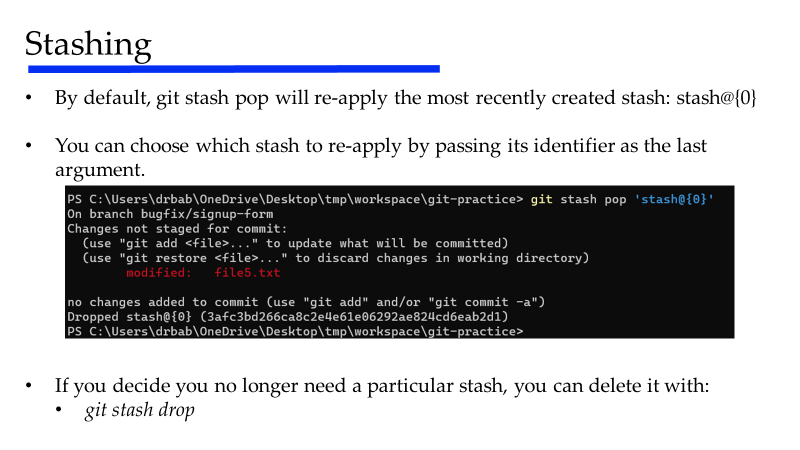 Stashing
• By default, git stash pop will re-apply the most recently created stash: stash@{0}
• You can choose which stash to re-apply by passing its identifier as the last
argument.
PS C:\Users\drbab\OneDrive\Desktop\tmp\workspace\git-practice> git stash pop 'stash@{0}'
On branch bugfix/signup-form
Changes not staged for commit:
  (use "git add <file>..." to update what will be committed)
  (use "git restore <file>..." to discard changes in working directory)
        modified:   file5.txt
no changes added to commit (use "git add" and/or "git commit -a")
Dropped stash@{0} (3afc3bd266ca8c2e4e61e06292ae824cd6eab2d1)
PS C:\Users\drbab\OneDrive\Desktop\tmp\workspace\git-practice>
• If you decide you no longer need a particular stash, you can delete it with:
• git stash drop